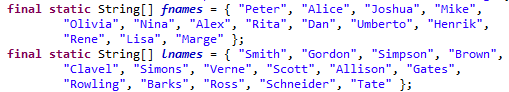 final static String[] fnames = { "Peter", "Alice", "Joshua", "Mike",
"Olivia", "Nina", "Alex", "Rita", "Dan", "Umberto", "Henrik",
"Rene", "Lisa", "Marge" };
final static String[] lnames = { "Smith", "Gordon", "Simpson", "Brown",
"Clavel", "Simons", "Verne", "Scott", "Allison", "Gates",
"Rowling", "Barks", "Ross", "Schneider", "Tate" };